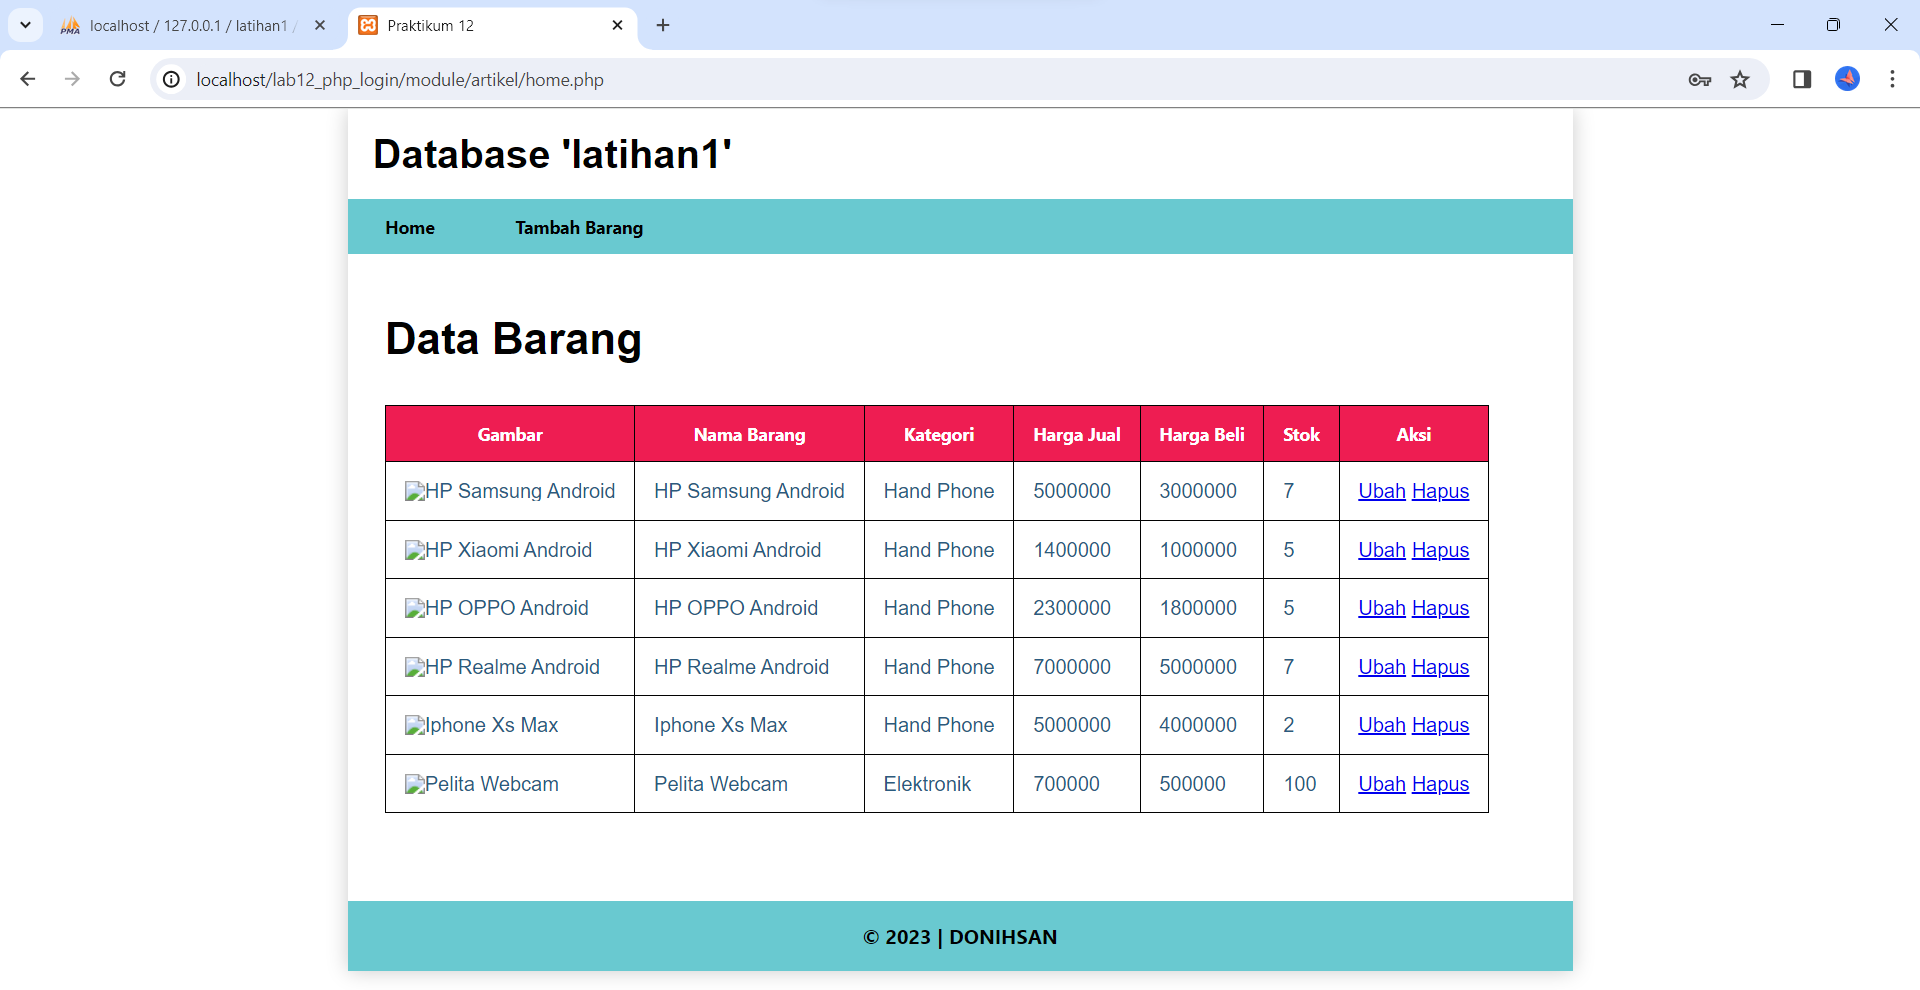 localhost / 127.0.0.1 / latihan1 /
Praktikum 12
localhost/lab12_php_login/module/artikel/home.php
Database 'latihan1'
Home Tambah Barang
Data Barang
Gambar Nama Barang Kategori Harga Jual Harga Beli Stok Aksi
HP Samsung Android HP Samsung Android Hand Phone 5000000 3000000 7 Ubah Hapus
HP Xiaomi Android HP Xiaomi Android Hand Phone 1400000 1000000 5 Ubah Hapus
HP OPPO Android HP OPPO Android Hand Phone 2300000 1800000 5 Ubah Hapus
HP Realme Android HP Realme Android Hand Phone 7000000 5000000 7 Ubah Hapus
Iphone Xs Max Iphone Xs Max Hand Phone 5000000 4000000 2 Ubah Hapus
Pelita Webcam Pelita Webcam Elektronik 700000 500000 100 Ubah Hapus
© 2023 | DONIHSAN